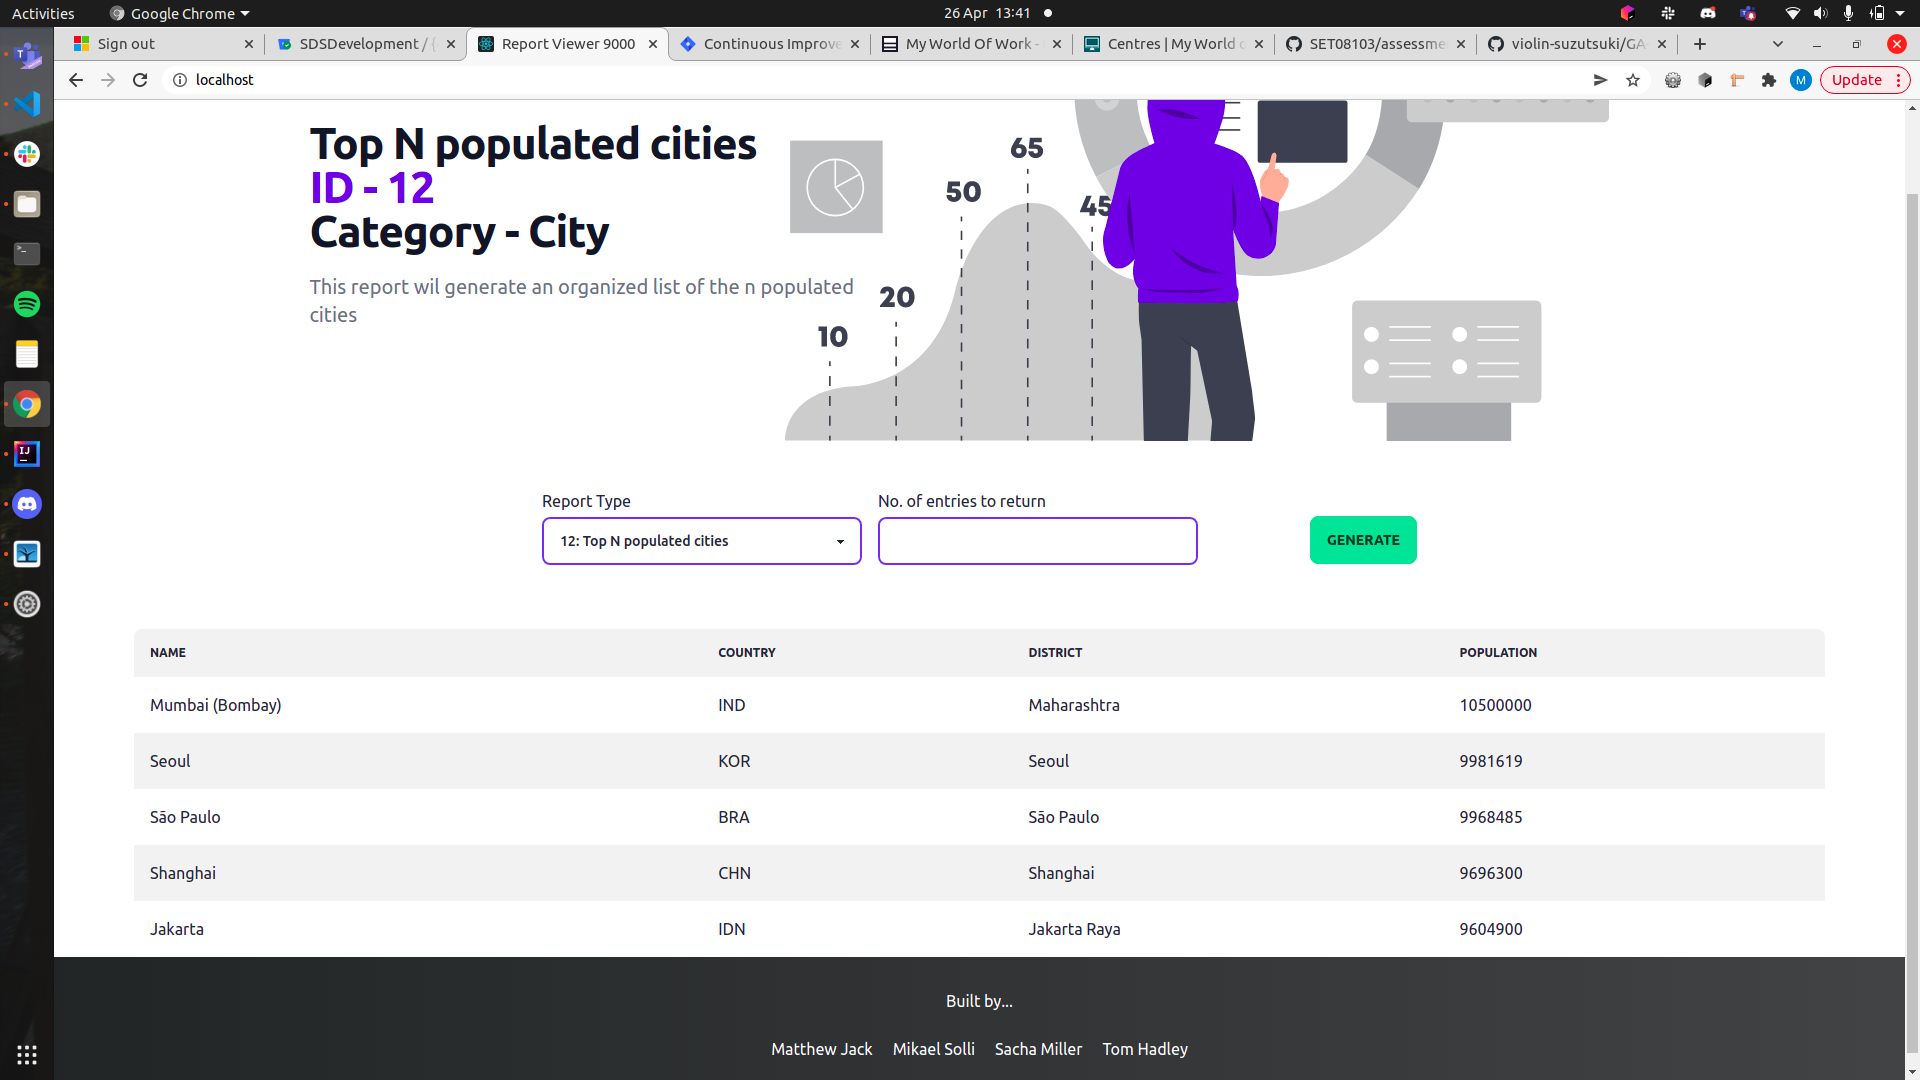 Activities
Google Chrome
26 Apr 13:41
Sign out
SDSDevelopment / (
Report Viewer 9000
Continuous Improve
My World Of Work -
Centres | My World o
SET08103/assessme
violin-suzutsuki/GA
localhost
M
Update
Top N populated cities
ID - 12
Category - City
This report wil generate an organized list of the n populated
cities
10
20
50
65
45
Report Type
No. of entries to return
12: Top N populated cities
GENERATE
NAME COUNTRY DISTRICT POPULATION
Mumbai (Bombay) IND Maharashtra 10500000
Seoul KOR Seoul 9981619
São Paulo BRA São Paulo 9968485
Shanghai CHN Shanghai 9696300
Jakarta IDN Jakarta Raya 9604900
Built by...
Matthew Jack Mikael Solli Sacha Miller Tom Hadley
IJ